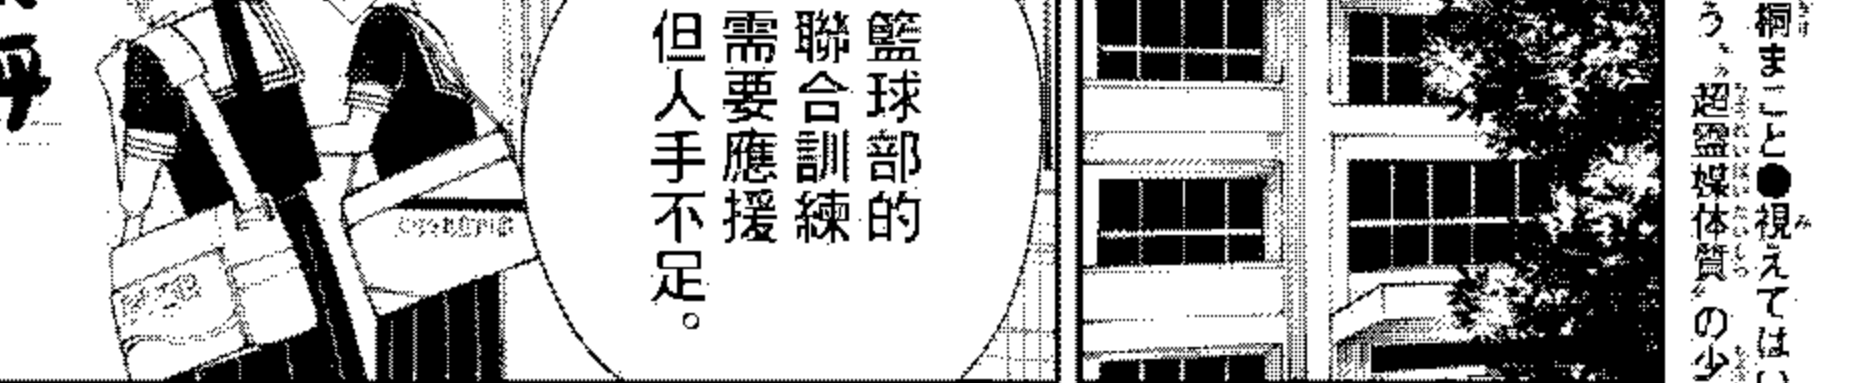 桐まこと●視えてはい
う、超霊媒体質の少
籃球部的
聯合訓練
需要應援
但人手不足。